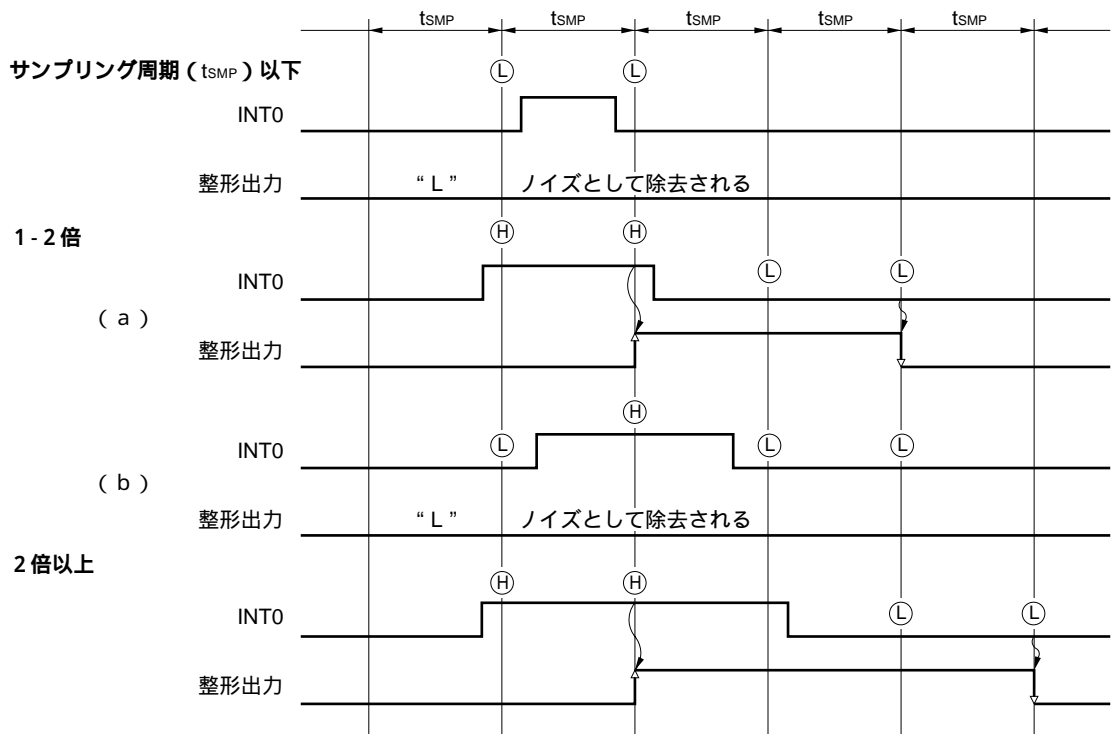 tSMP tSMP tSMP tSMP tSMP
サンプリング周期(tSMP)以下
Ⓛ Ⓛ
INT0
整形出力 “L” ノイズとして除去される
1 - 2 倍
Ⓗ Ⓗ Ⓛ Ⓛ
INT0
(a)
整形出力
Ⓗ
INT0 Ⓛ Ⓛ Ⓛ
(b)
整形出力 “L” ノイズとして除去される
2 倍以上
Ⓗ Ⓗ
INT0 Ⓛ Ⓛ
整形出力